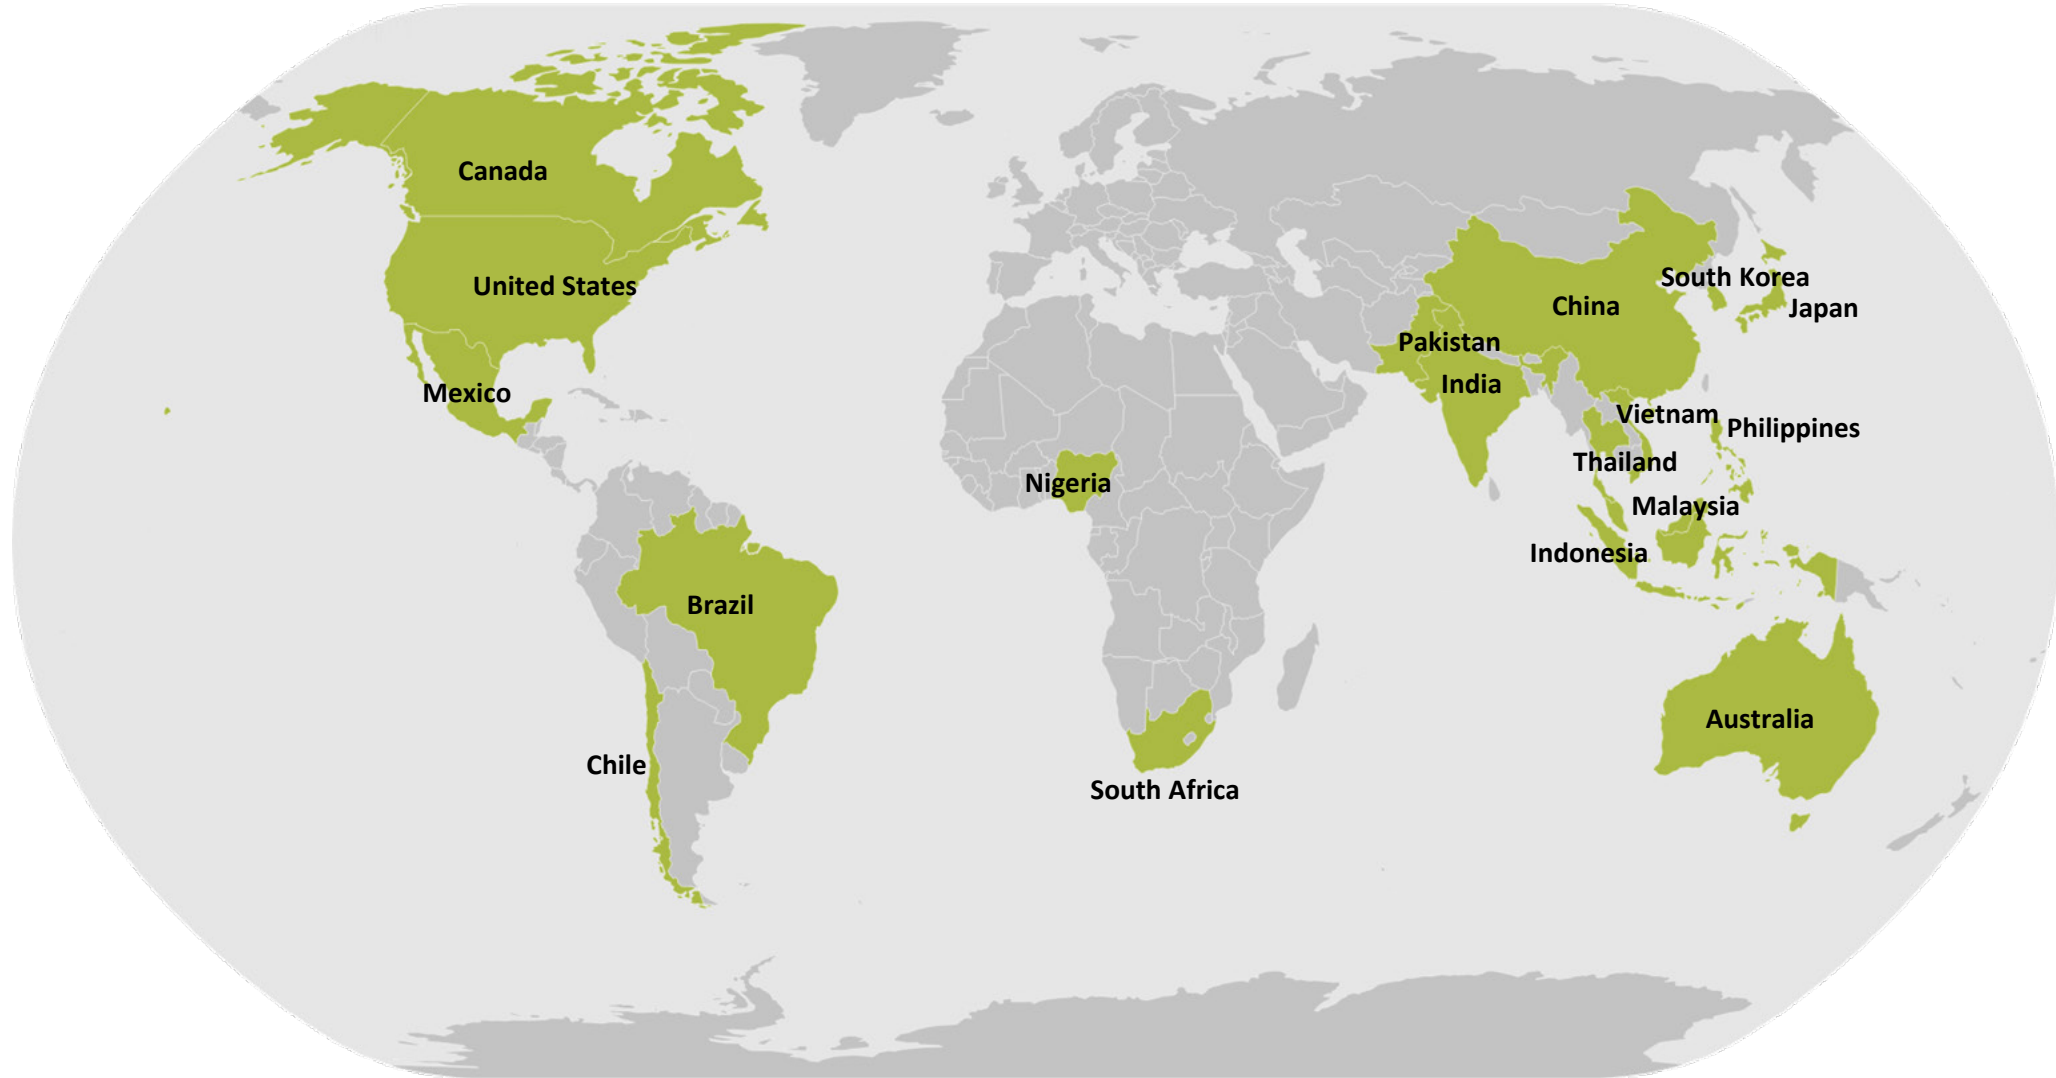 Canada
United States
Mexico
Brazil
Chile
Nigeria
South Africa
Pakistan
India
China
South Korea
Japan
Vietnam
Philippines
Thailand
Malaysia
Indonesia
Australia